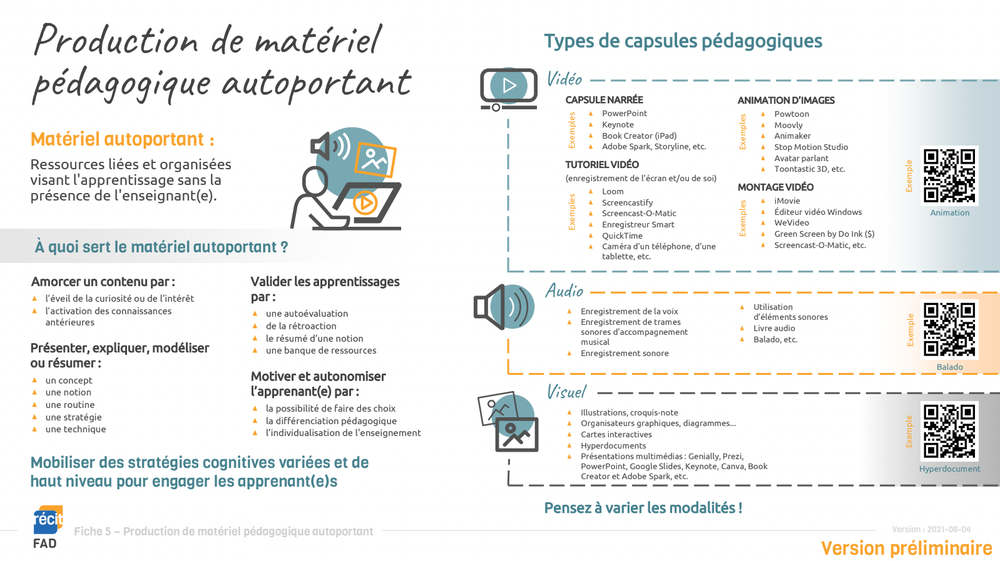 Production de matériel
pédagogique autoportant
Matériel autoportant :
Ressources liées et organisées
visant l'apprentissage sans la
présence de l'enseignant(e).
À quoi sert le matériel autoportant ?
Amorcer un contenu par :
l’éveil de la curiosité ou de l’intérêt
l’activation des connaissances
antérieures
Présenter, expliquer, modéliser
ou résumer :
un concept
une notion
une routine
une stratégie
une technique
Valider les apprentissages
par :
une autoévaluation
de la rétroaction
le résumé d’une notion
une banque de ressources
Motiver et autonomiser
l’apprenant(e) par :
la possibilité de faire des choix
la différenciation pédagogique
l’individualisation de l'enseignement
Mobiliser des stratégies cognitives variées et de
haut niveau pour engager les apprenant(e)s
Types de capsules pédagogiques
Vidéo
CAPSULE NARRÉE
Exemples
PowerPoint
Keynote
Book Creator (iPad)
Adobe Spark, Storyline, etc.
TUTORIEL VIDÉO
(enregistrement de l’écran et/ou de soi)
Exemples
Loom
Screencastify
Screencast-O-Matic
Enregistreur Smart
QuickTime
Caméra d’un téléphone, d’une
tablette, etc.
ANIMATION D’IMAGES
Exemples
Powtoon
Moovly
Animaker
Stop Motion Studio
Avatar parlant
Toontastic 3D, etc.
MONTAGE VIDÉO
Exemples
iMovie
Éditeur vidéo Windows
WeVideo
Green Screen by Do Ink ($)
Screencast-O-Matic, etc.
Exemple
Animation
Audio
Enregistrement de la voix
Enregistrement de trames
sonores d'accompagnement
musical
Enregistrement sonore
Utilisation
d’éléments sonores
Livre audio
Balado, etc.
Exemple
Balado
Visuel
Illustrations, croquis-note
Organisateurs graphiques, diagrammes...
Cartes interactives
Hyperdocuments
Présentations multimédias : Genially, Prezi,
PowerPoint, Google Slides, Keynote, Canva, Book
Creator et Adobe Spark, etc.
Exemple
Hyperdocument
Pensez à varier les modalités !
récit
FAD
Fiche 5 – Production de matériel pédagogique autoportant
Version : 2021-06-04
Version préliminaire